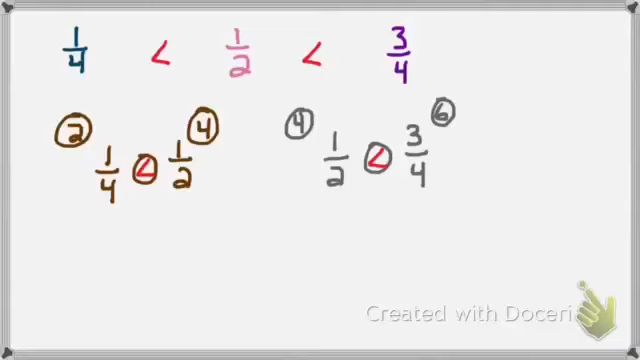 1/4 < 1/2 < 3/4
2 1/4 < 1/2 4
4 1/2 < 3/4 6
Created with Doceri